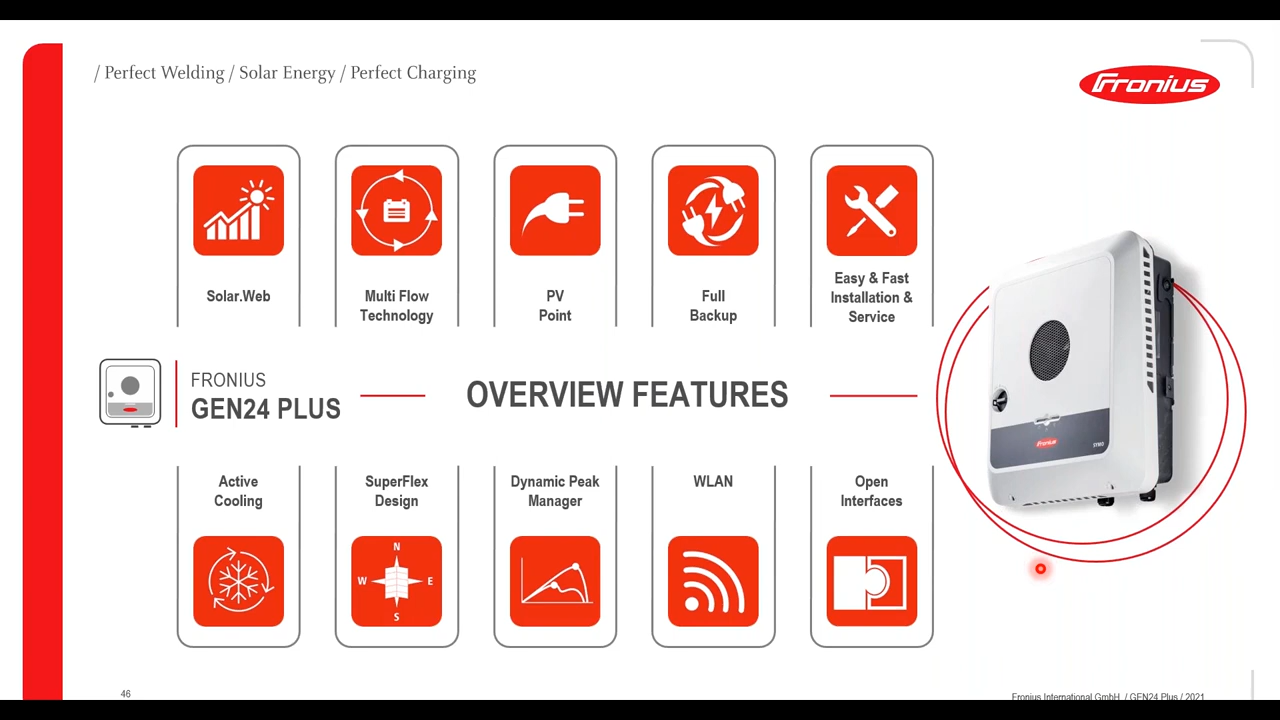 / Perfect Welding / Solar Energy / Perfect Charging
Fronius
Solar.Web
Multi Flow
Technology
PV
Point
Full
Backup
Easy & Fast
Installation &
Service
FRONIUS
GEN24 PLUS
OVERVIEW FEATURES
Fronius
SYMO
Active
Cooling
SuperFlex
Design
Dynamic Peak
Manager
WLAN
Open
Interfaces
N
W
E
S
46
Fronius International GmbH / GEN24 Plus / 2021